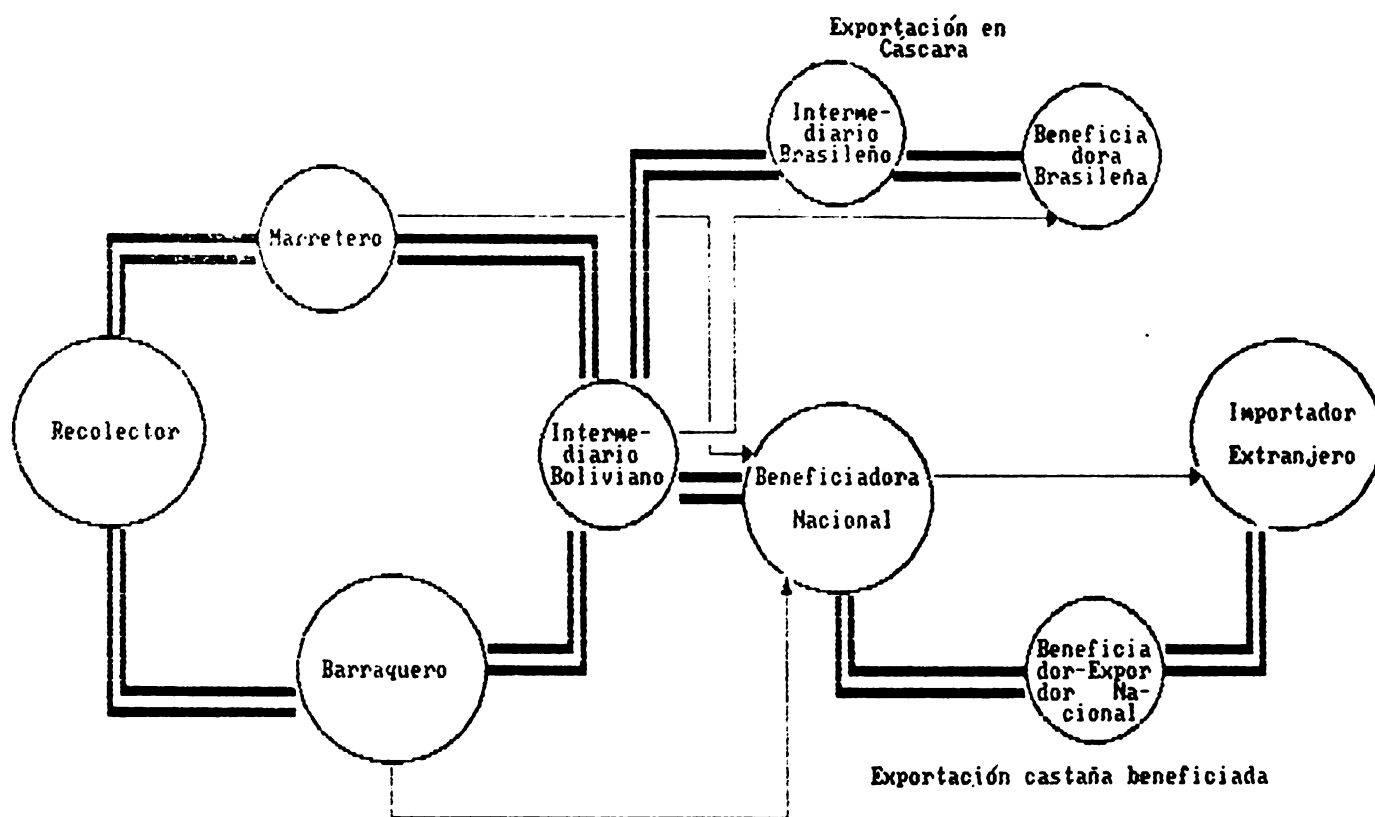 Exportación en
Cáscara
Interme-
diario
Brasileño
Beneficia
dora
Brasileña
Marretero
Recolector
Interme-
diario
Boliviano
Beneficiadora
Nacional
Importador
Extranjero
Barraquero
Beneficia
dor-Expor
dor Na-
cional
Exportación castaña beneficiada